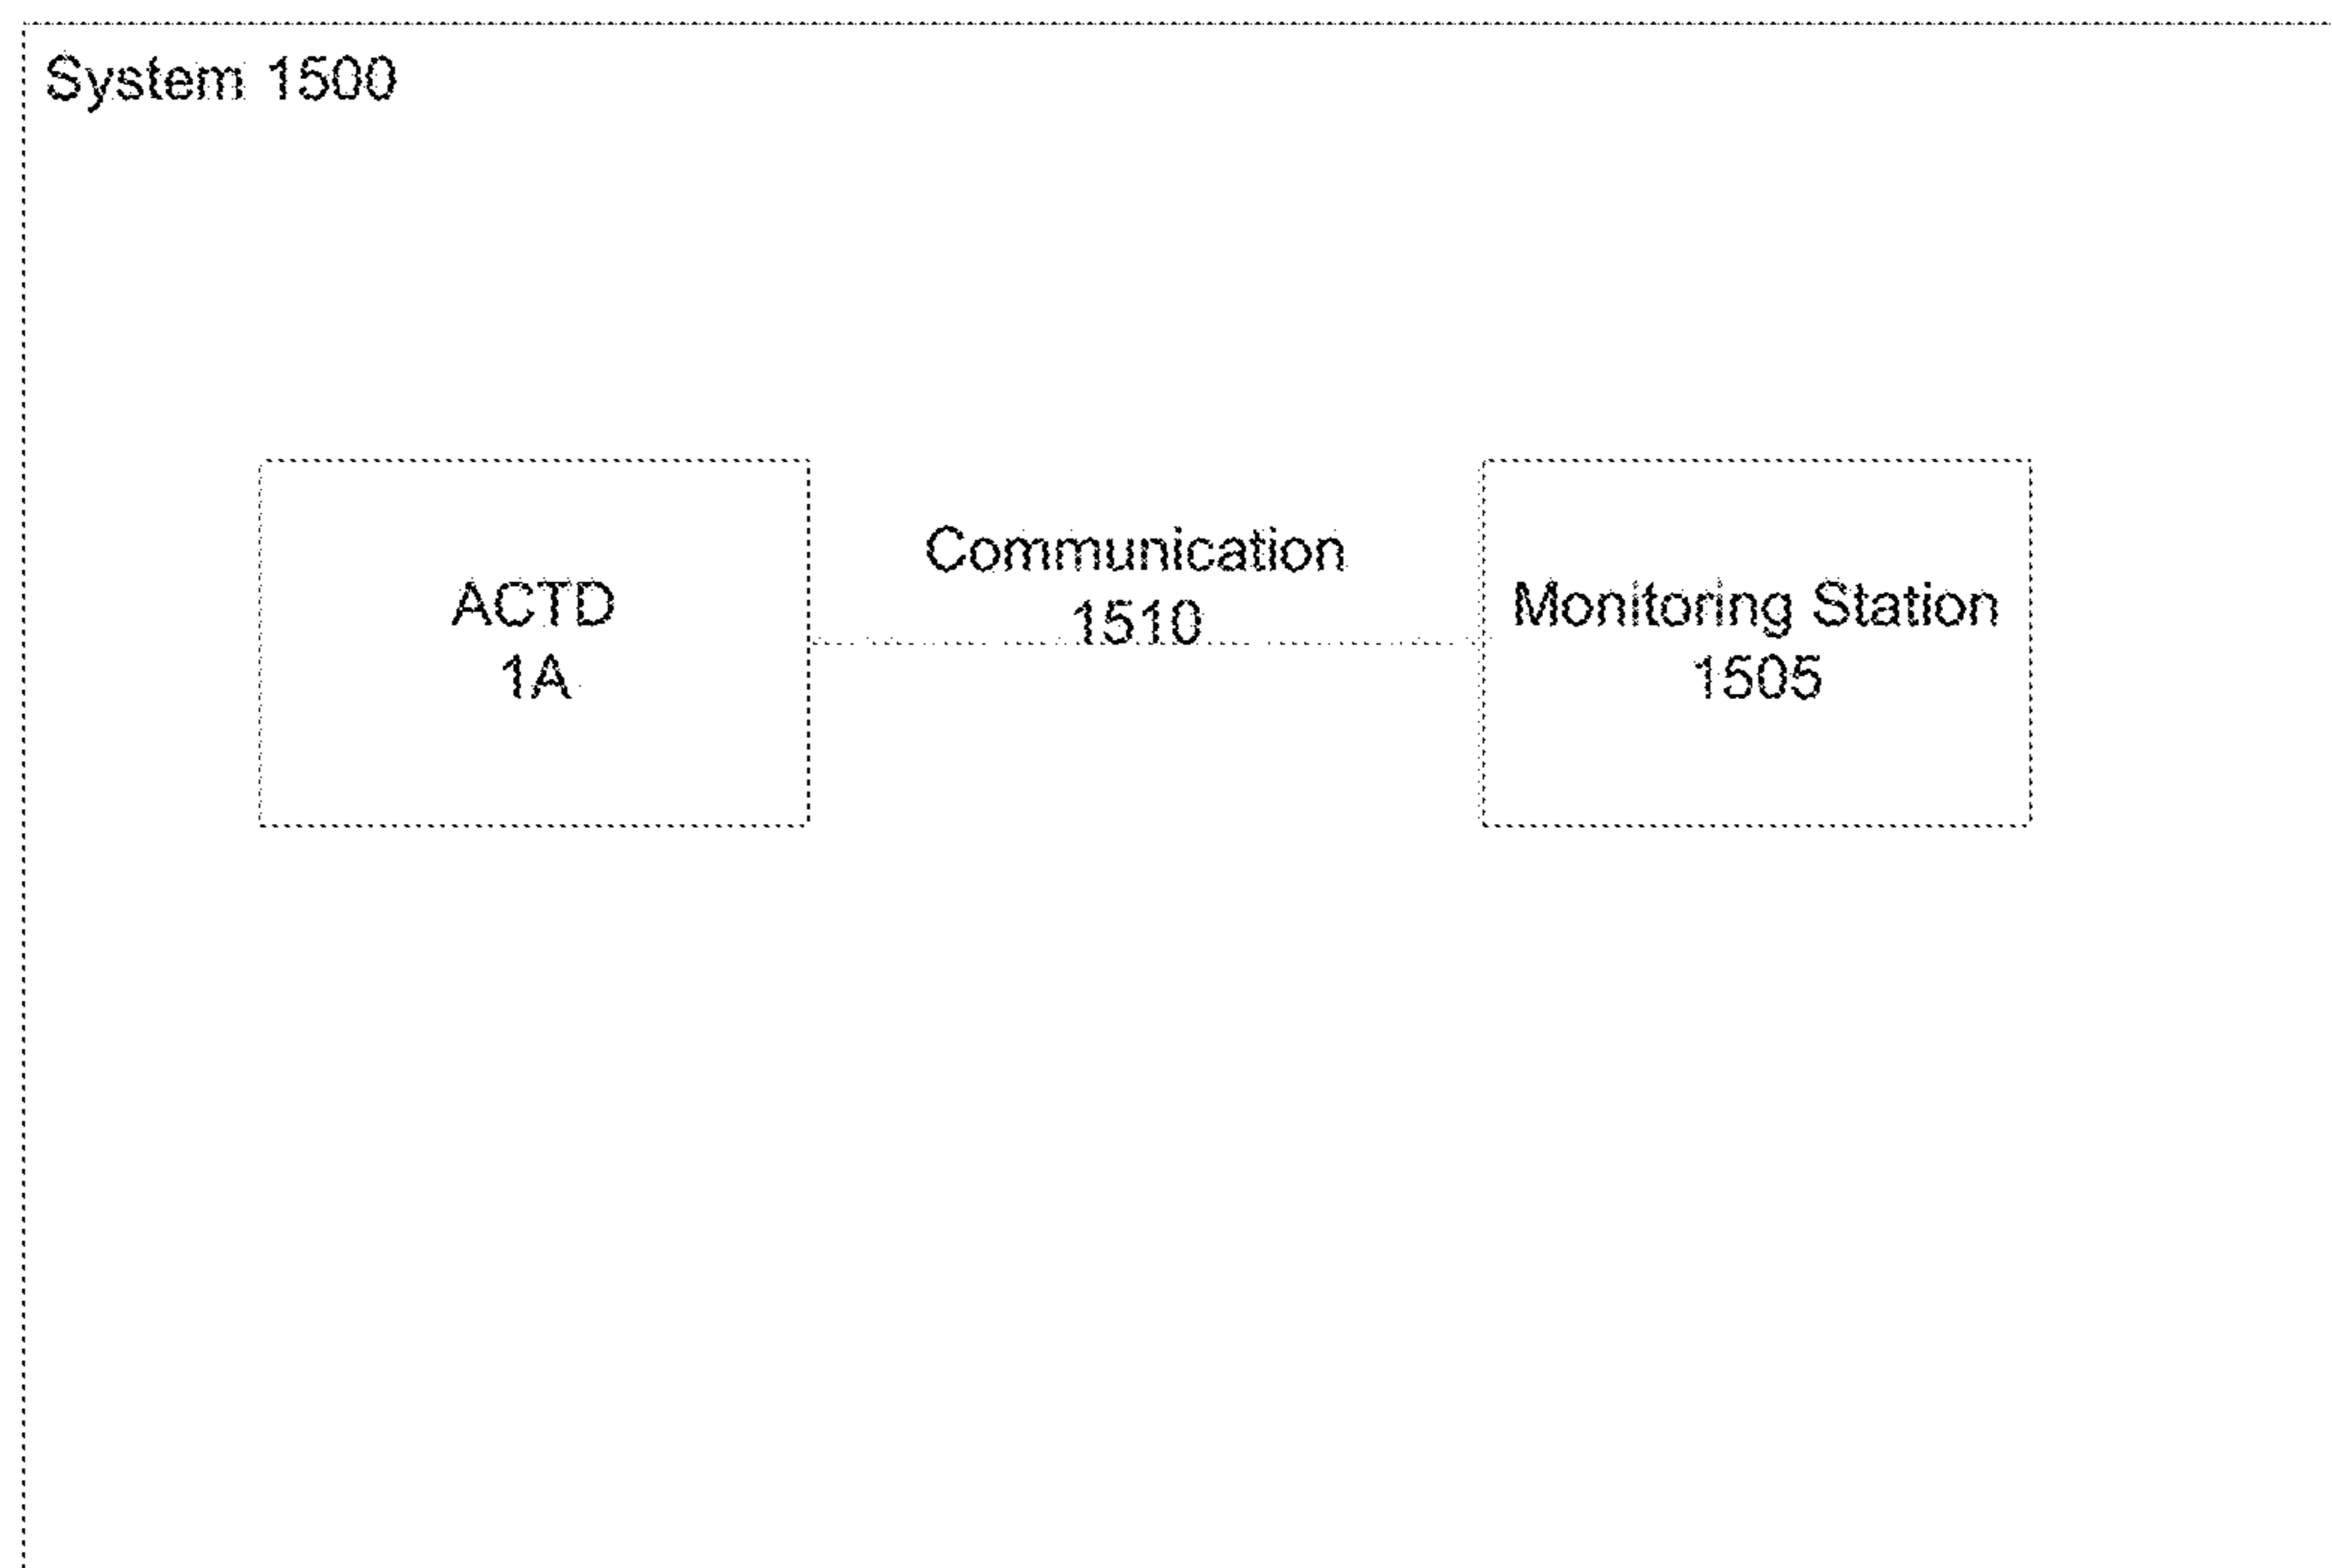 System 1500
Communication
1510
ACTD
1A
Monitoring Station
1505